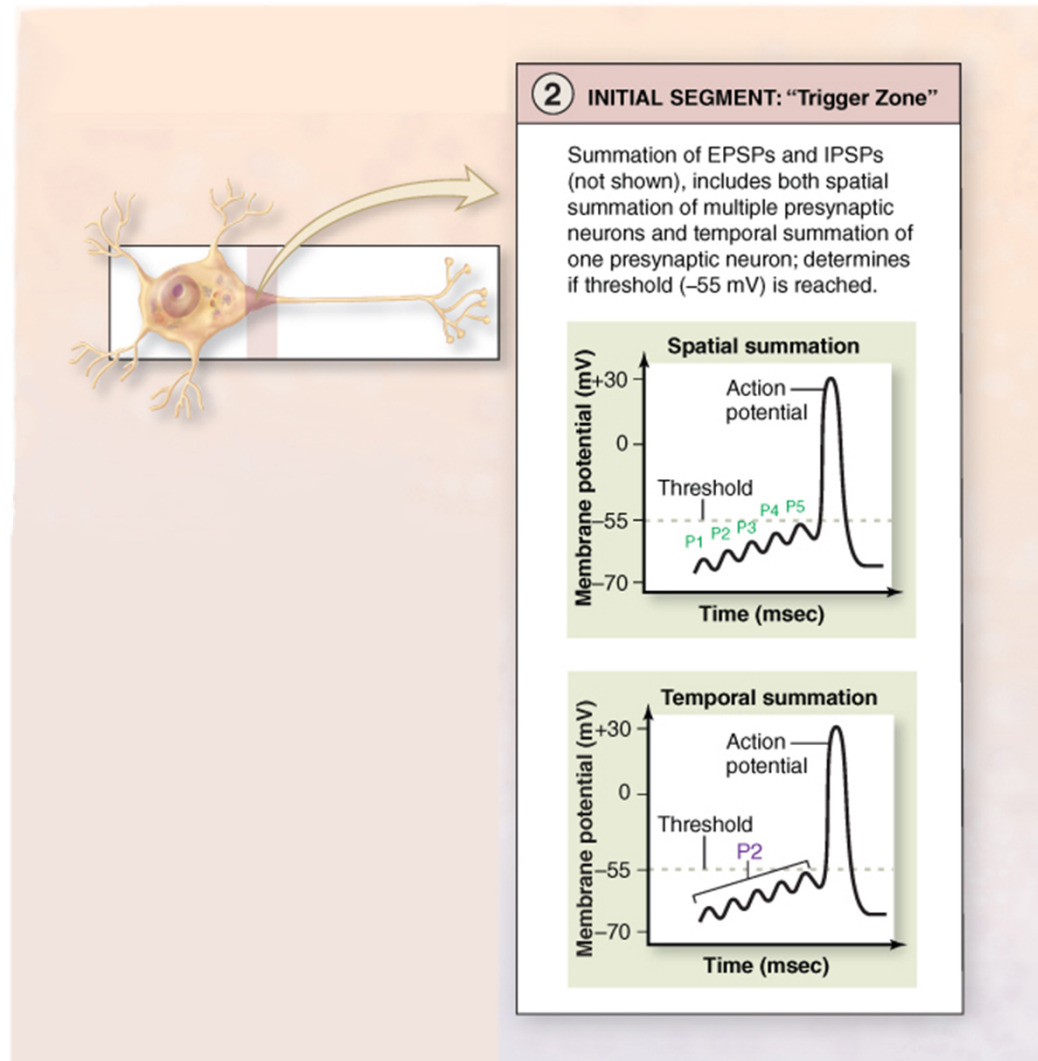 2 INITIAL SEGMENT: “Trigger Zone”
Summation of EPSPs and IPSPs
(not shown), includes both spatial
summation of multiple presynaptic
neurons and temporal summation of
one presynaptic neuron; determines
if threshold (–55 mV) is reached.
Spatial summation
Membrane potential (mV)
+30
0
–55
–70
Action
potential
Threshold
P1 P2 P3 P4 P5
Time (msec)
Temporal summation
Membrane potential (mV)
+30
0
–55
–70
Action
potential
Threshold
P2
Time (msec)